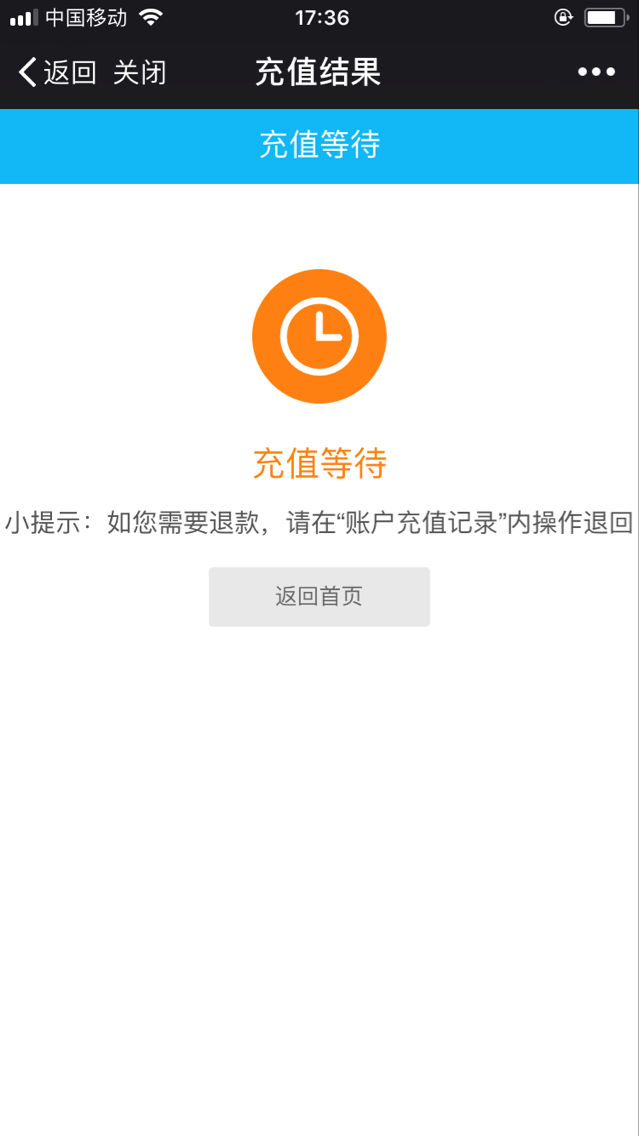 中国移动 17:36
返回 关闭 充值结果
充值等待
充值等待
小提示：如您需要退款，请在“账户充值记录”内操作退回
返回首页